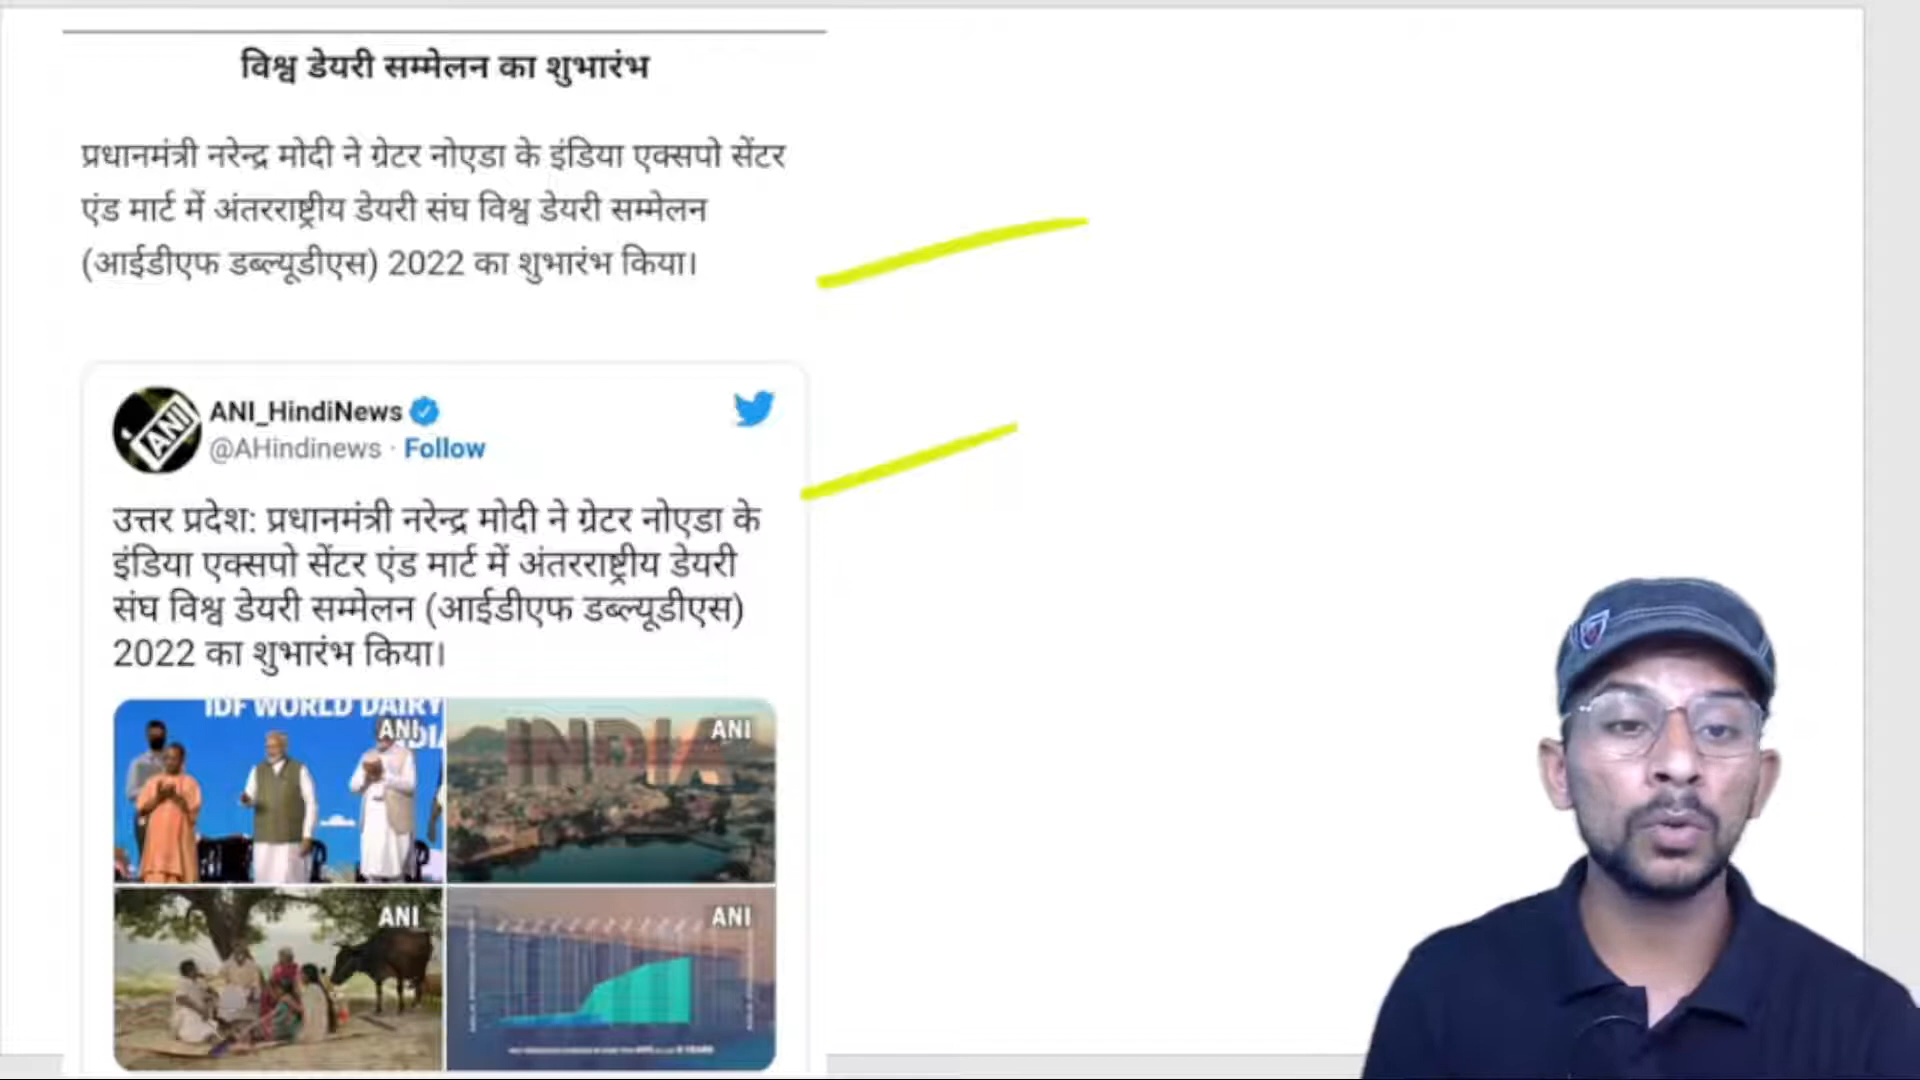 विश्व डेयरी सम्मेलन का शुभारंभ
प्रधानमंत्री नरेन्द्र मोदी ने ग्रेटर नोएडा के इंडिया एक्सपो सेंटर
एंड मार्ट में अंतरराष्ट्रीय डेयरी संघ विश्व डेयरी सम्मेलन
(आईडीएफ डब्ल्यूडीएस) 2022 का शुभारंभ किया।
ANI
ANI_HindiNews
@AHindinews · Follow
उत्तर प्रदेश: प्रधानमंत्री नरेन्द्र मोदी ने ग्रेटर नोएडा के
इंडिया एक्सपो सेंटर एंड मार्ट में अंतरराष्ट्रीय डेयरी
संघ विश्व डेयरी सम्मेलन (आईडीएफ डब्ल्यूडीएस)
2022 का शुभारंभ किया।
IDF WORLD DAIRY
ANI
INDIA
ANI
ANI
ANI